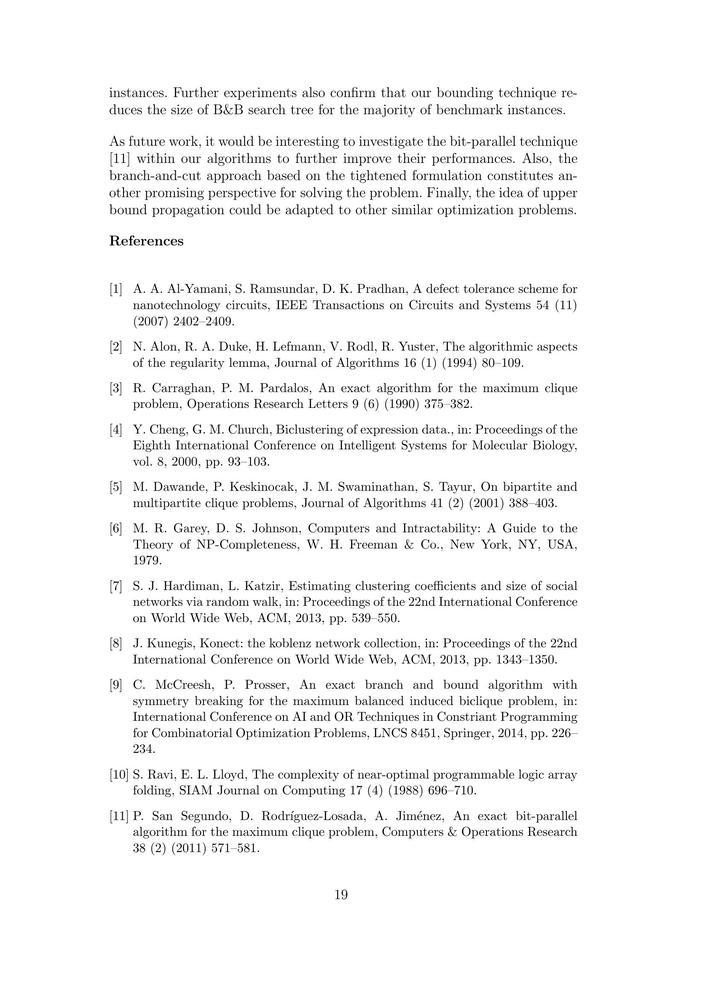 instances. Further experiments also confirm that our bounding technique re-
duces the size of B&B search tree for the majority of benchmark instances.
As future work, it would be interesting to investigate the bit-parallel technique
[11] within our algorithms to further improve their performances. Also, the
branch-and-cut approach based on the tightened formulation constitutes an-
other promising perspective for solving the problem. Finally, the idea of upper
bound propagation could be adapted to other similar optimization problems.
References
[1] A. A. Al-Yamani, S. Ramsundar, D. K. Pradhan, A defect tolerance scheme for
nanotechnology circuits, IEEE Transactions on Circuits and Systems 54 (11)
(2007) 2402–2409.
[2] N. Alon, R. A. Duke, H. Lefmann, V. Rodl, R. Yuster, The algorithmic aspects
of the regularity lemma, Journal of Algorithms 16 (1) (1994) 80–109.
[3] R. Carraghan, P. M. Pardalos, An exact algorithm for the maximum clique
problem, Operations Research Letters 9 (6) (1990) 375–382.
[4] Y. Cheng, G. M. Church, Biclustering of expression data., in: Proceedings of the
Eighth International Conference on Intelligent Systems for Molecular Biology,
vol. 8, 2000, pp. 93–103.
[5] M. Dawande, P. Keskinocak, J. M. Swaminathan, S. Tayur, On bipartite and
multipartite clique problems, Journal of Algorithms 41 (2) (2001) 388–403.
[6] M. R. Garey, D. S. Johnson, Computers and Intractability: A Guide to the
Theory of NP-Completeness, W. H. Freeman & Co., New York, NY, USA,
1979.
[7] S. J. Hardiman, L. Katzir, Estimating clustering coefficients and size of social
networks via random walk, in: Proceedings of the 22nd International Conference
on World Wide Web, ACM, 2013, pp. 539–550.
[8] J. Kunegis, Konect: the koblenz network collection, in: Proceedings of the 22nd
International Conference on World Wide Web, ACM, 2013, pp. 1343–1350.
[9] C. McCreesh, P. Prosser, An exact branch and bound algorithm with
symmetry breaking for the maximum balanced induced biclique problem, in:
International Conference on AI and OR Techniques in Constriant Programming
for Combinatorial Optimization Problems, LNCS 8451, Springer, 2014, pp. 226–
234.
[10] S. Ravi, E. L. Lloyd, The complexity of near-optimal programmable logic array
folding, SIAM Journal on Computing 17 (4) (1988) 696–710.
[11] P. San Segundo, D. Rodríguez-Losada, A. Jiménez, An exact bit-parallel
algorithm for the maximum clique problem, Computers & Operations Research
38 (2) (2011) 571–581.
19